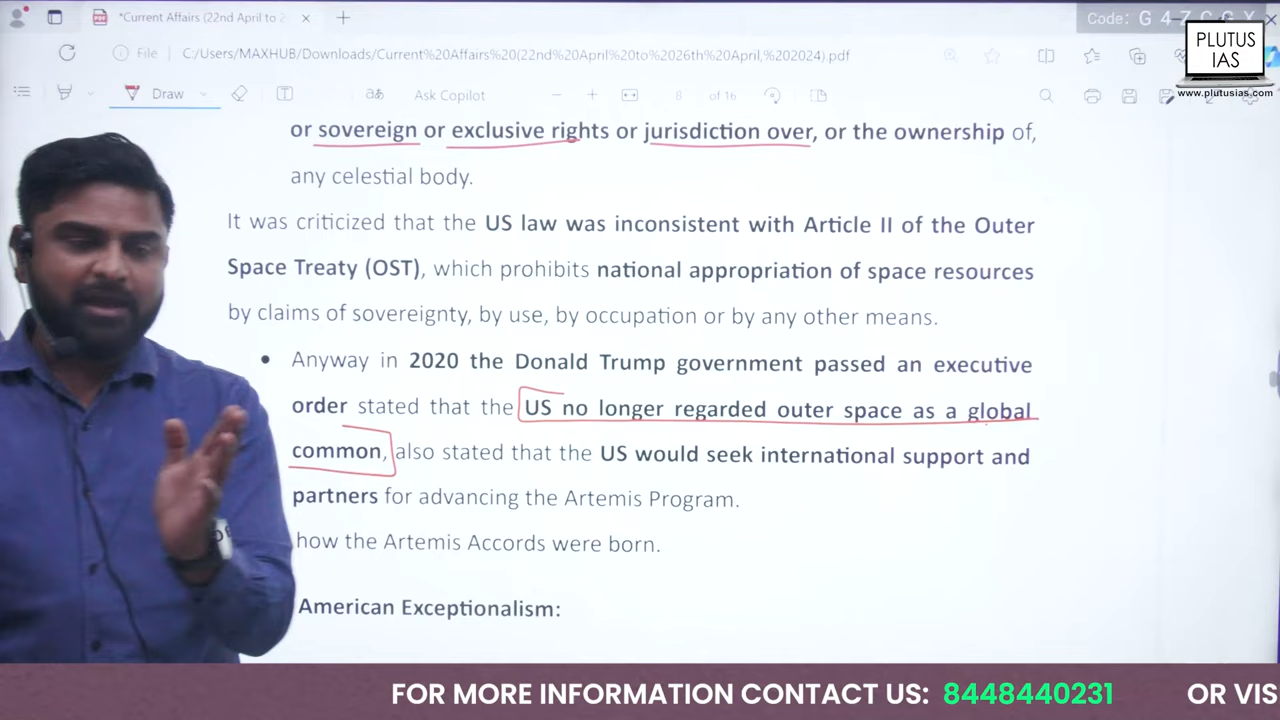 *Current Affairs (22nd April to 2
Code: G 4 Z C G X
File C:/Users/MAXHUB/Downloads/Current%20Affairs%20(22nd%20April%20to%2026th%20April,%202024).pdf
PLUTUS
IAS
www.plutusias.com
Draw
aあ Ask Copilot
8 of 16
or sovereign or exclusive rights or jurisdiction over, or the ownership of,
any celestial body.
It was criticized that the US law was inconsistent with Article II of the Outer
Space Treaty (OST), which prohibits national appropriation of space resources
by claims of sovereignty, by use, by occupation or by any other means.
• Anyway in 2020 the Donald Trump government passed an executive
order stated that the US no longer regarded outer space as a global
common, also stated that the US would seek international support and
partners for advancing the Artemis Program.
how the Artemis Accords were born.
American Exceptionalism:
FOR MORE INFORMATION CONTACT US: 8448440231 OR VIS